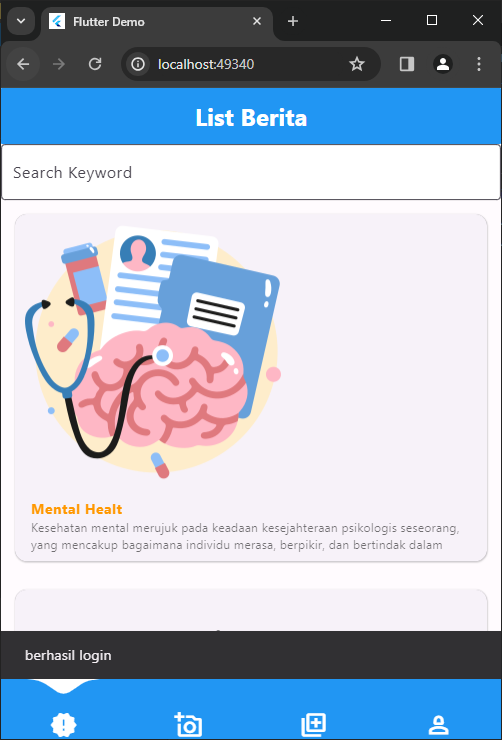 Flutter Demo
localhost:49340
List Berita
Search Keyword
Mental Healt
Kesehatan mental merujuk pada keadaan kesejahteraan psikologis seseorang,
yang mencakup bagaimana individu merasa, berpikir, dan bertindak dalam
berhasil login